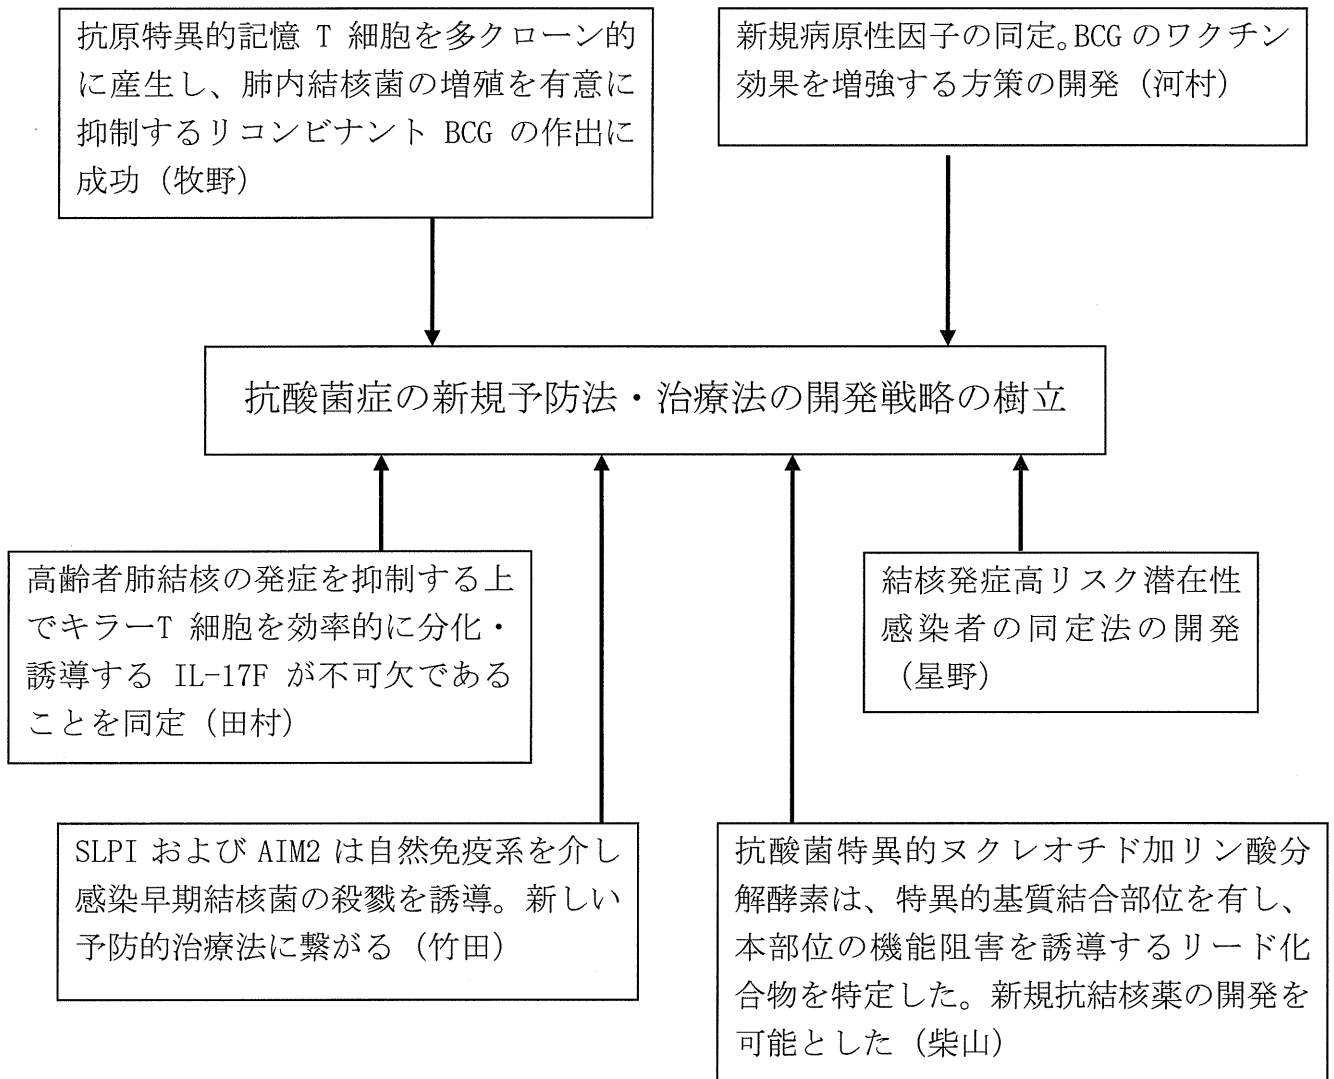 抗原特異的記憶 T 細胞を多クローン的
に産生し、肺内結核菌の増殖を有意に
抑制するリコンビナント BCG の作出に
成功（牧野）
新規病原性因子の同定。BCG のワクチン
効果を増強する方策の開発（河村）
抗酸菌症の新規予防法・治療法の開発戦略の樹立
高齢者肺結核の発症を抑制する上
でキラーT 細胞を効率的に分化・
誘導する IL-17F が不可欠である
ことを同定（田村）
結核発症高リスク潜在性
感染者の同定法の開発
（星野）
SLPI および AIM2 は自然免疫系を介し
感染早期結核菌の殺戮を誘導。新しい
予防的治療法に繋がる（竹田）
抗酸菌特異的ヌクレオチド加リン酸分
解酵素は、特異的基質結合部位を有し、
本部位の機能阻害を誘導するリード化
合物を特定した。新規抗結核薬の開発を
可能とした（柴山）